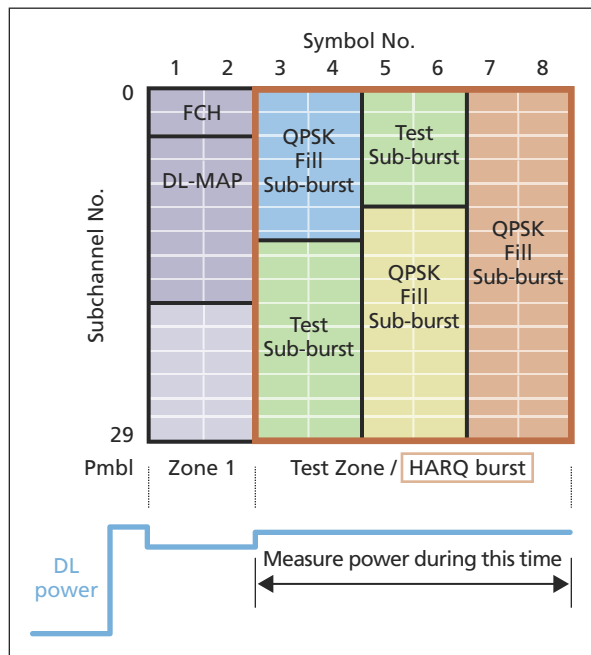 Symbol No.
1 2 3 4 5 6 7 8
0
Subchannel No.
29
FCH
DL-MAP
QPSK
Fill
Sub-burst
Test
Sub-burst
Test
Sub-burst
QPSK
Fill
Sub-burst
QPSK
Fill
Sub-burst
Pmbl Zone 1 Test Zone / HARQ burst
DL
power
Measure power during this time